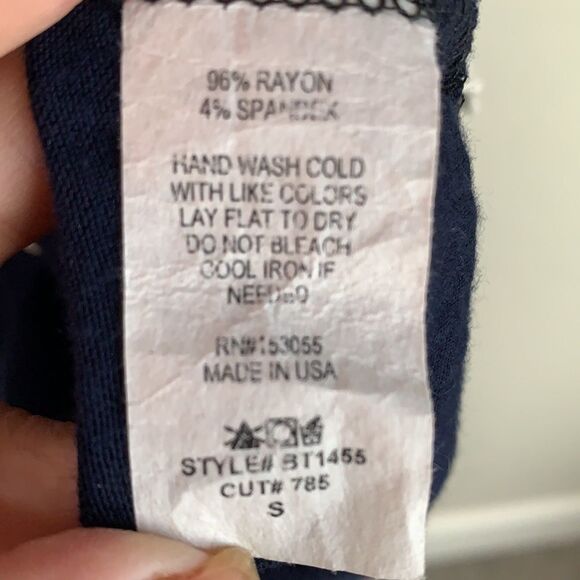 96% RAYON
4% SPANDEX
HAND WASH COLD
WITH LIKE COLORS
LAY FLAT TO DRY
DO NOT BLEACH
COOL IRON IF
NEEDED
RN#153055
MADE IN USA
STYLE# BT1455
CUT# 785
S